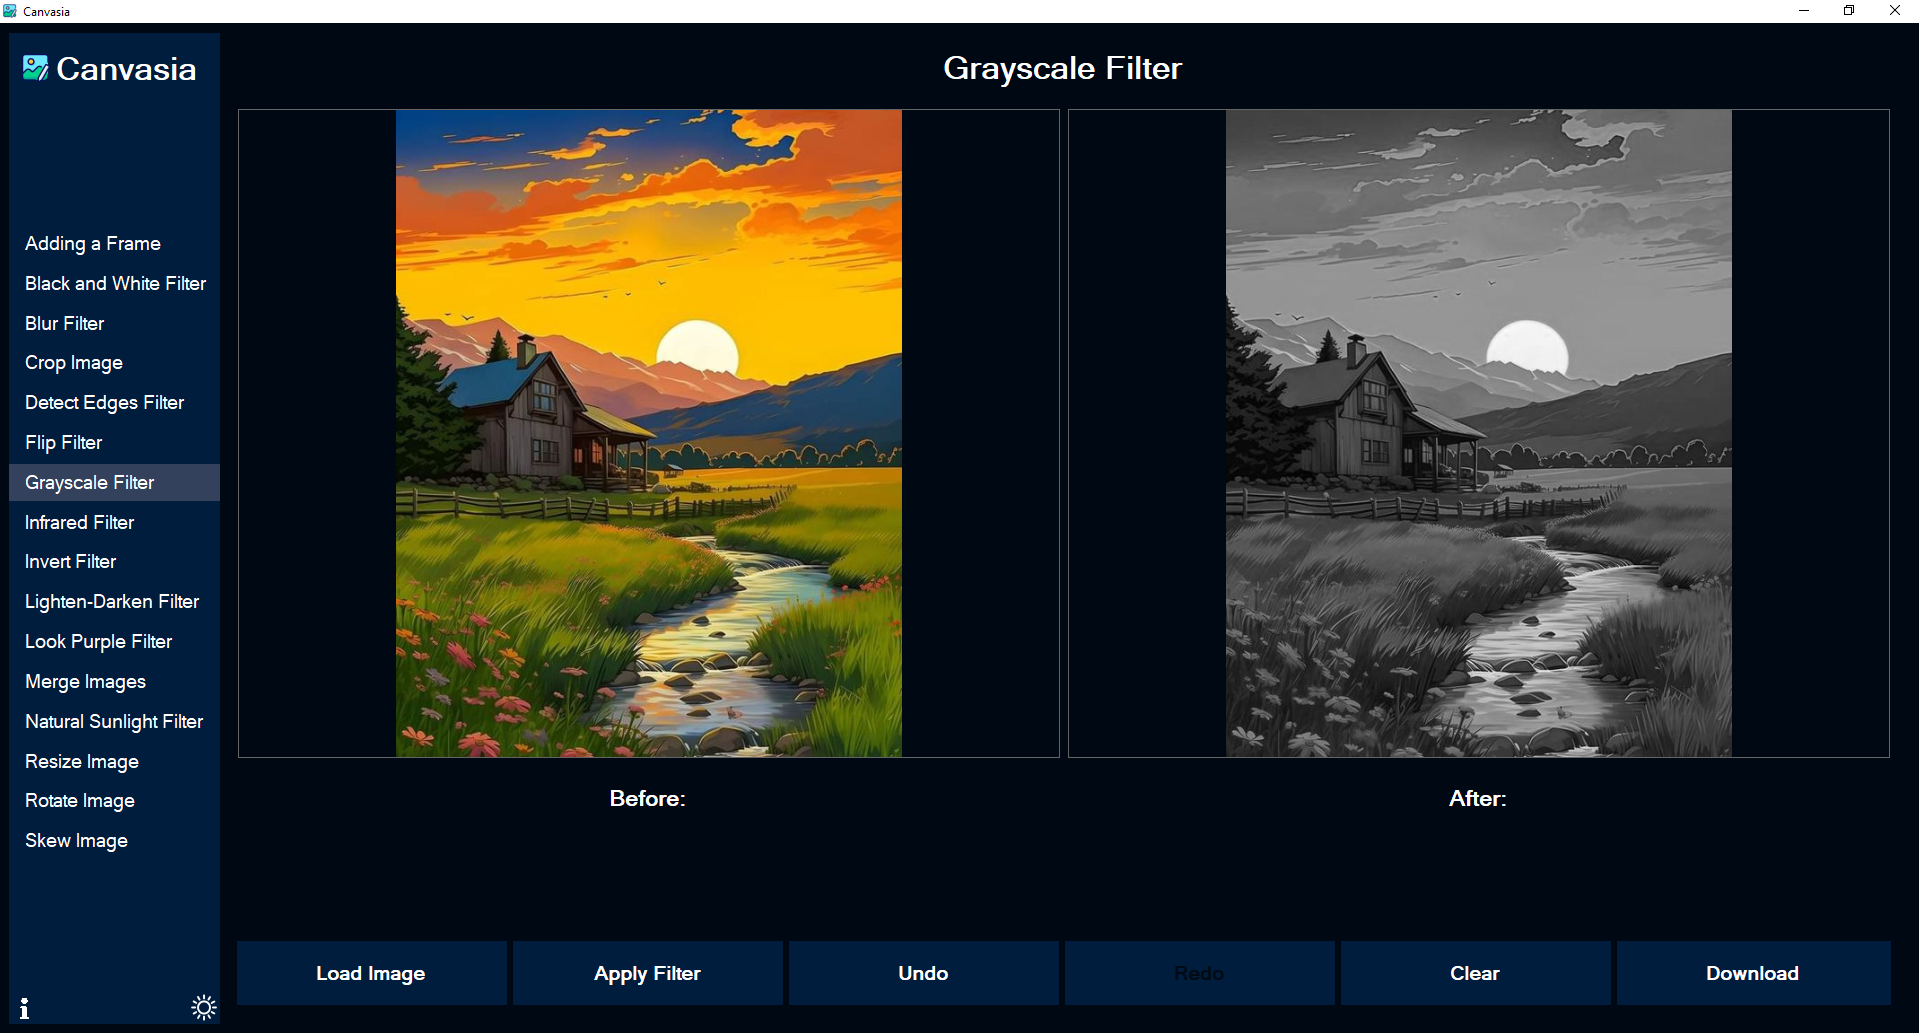 Canvasia
Canvasia
Grayscale Filter
Adding a Frame
Black and White Filter
Blur Filter
Crop Image
Detect Edges Filter
Flip Filter
Grayscale Filter
Infrared Filter
Invert Filter
Lighten-Darken Filter
Look Purple Filter
Merge Images
Natural Sunlight Filter
Resize Image
Rotate Image
Skew Image
Before:
After:
Load Image
Apply Filter
Undo
Redo
Clear
Download